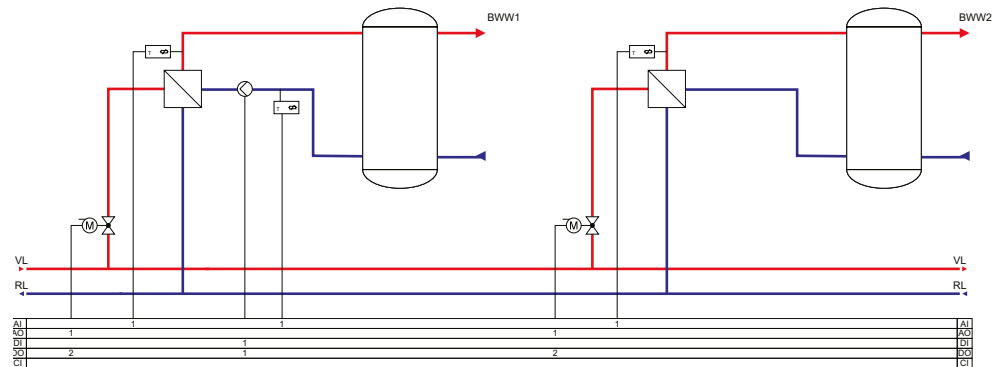 BWW1
BWW2
T
T
T
M
M
VL
VL
RL
RL
AI 1 1 1 AI
AO 1 1 AO
DI 1 DI
DO 2 1 2 DO
CI CI